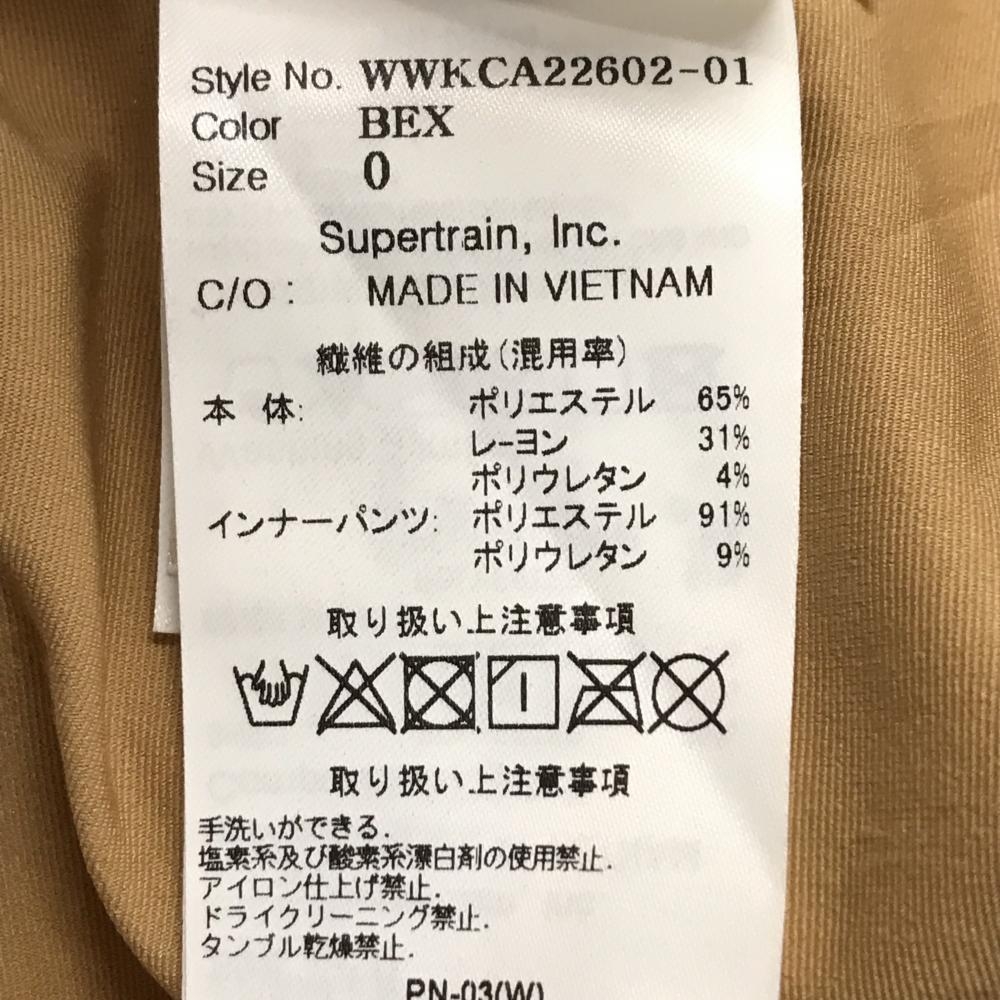 Style No. WWKCA22602-01
Color BEX
Size 0
Supertrain, Inc.
C/O : MADE IN VIETNAM
繊維の組成(混用率)
本 体: ポリエステル 65%
レーヨン 31%
ポリウレタン 4%
インナーパンツ: ポリエステル 91%
ポリウレタン 9%
取り扱い上注意事項
取り扱い上注意事項
手洗いができる.
塩素系及び酸素系漂白剤の使用禁止.
アイロン仕上げ禁止.
ドライクリーニング禁止.
タンブル乾燥禁止.
PN-03(W)